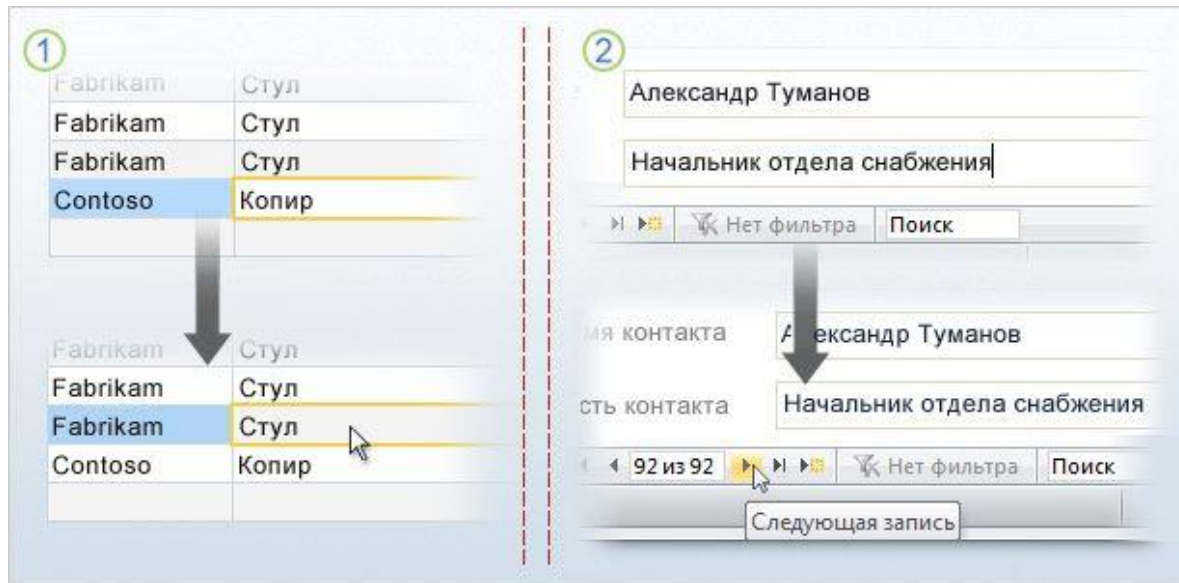 1
Fabrikam Стул
Fabrikam Стул
Fabrikam Стул
Contoso Копир
Fabrikam Стул
Fabrikam Стул
Fabrikam Стул
Contoso Копир
2
Александр Туманов
Начальник отдела снабжения
Нет фильтра Поиск
мя контакта Александр Туманов
сть контакта Начальник отдела снабжения
92 из 92 Нет фильтра Поиск
Следующая запись